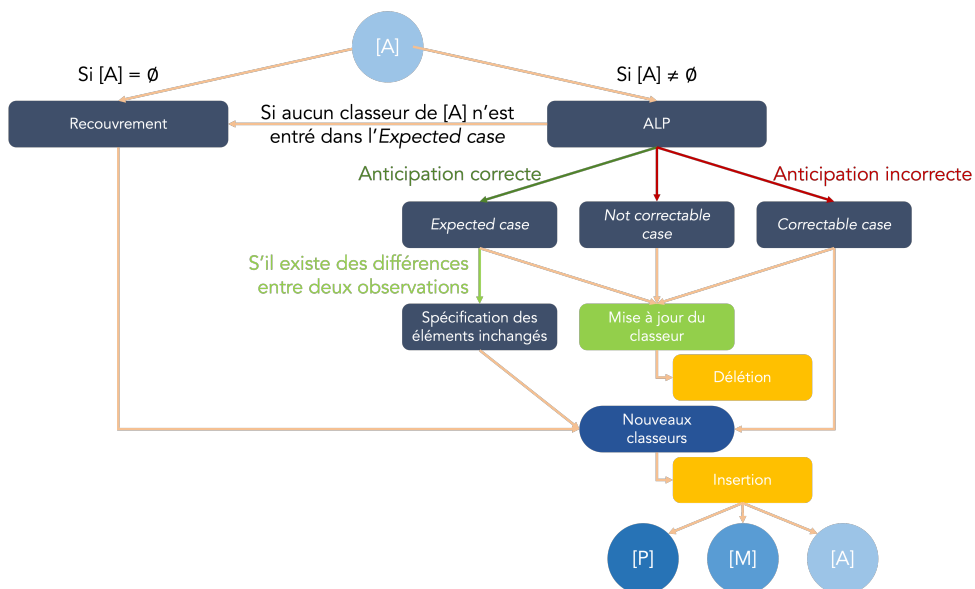 [A]
Si [A] = ∅
Si [A] ≠ ∅
Recouvrement
Si aucun classeur de [A] n’est
entré dans l’Expected case
ALP
Anticipation correcte
Anticipation incorrecte
Expected case
Not correctable
case
Correctable case
S’il existe des différences
entre deux observations
Spécification des
éléments inchangés
Mise à jour du
classeur
Délétion
Nouveaux
classeurs
Insertion
[P]
[M]
[A]